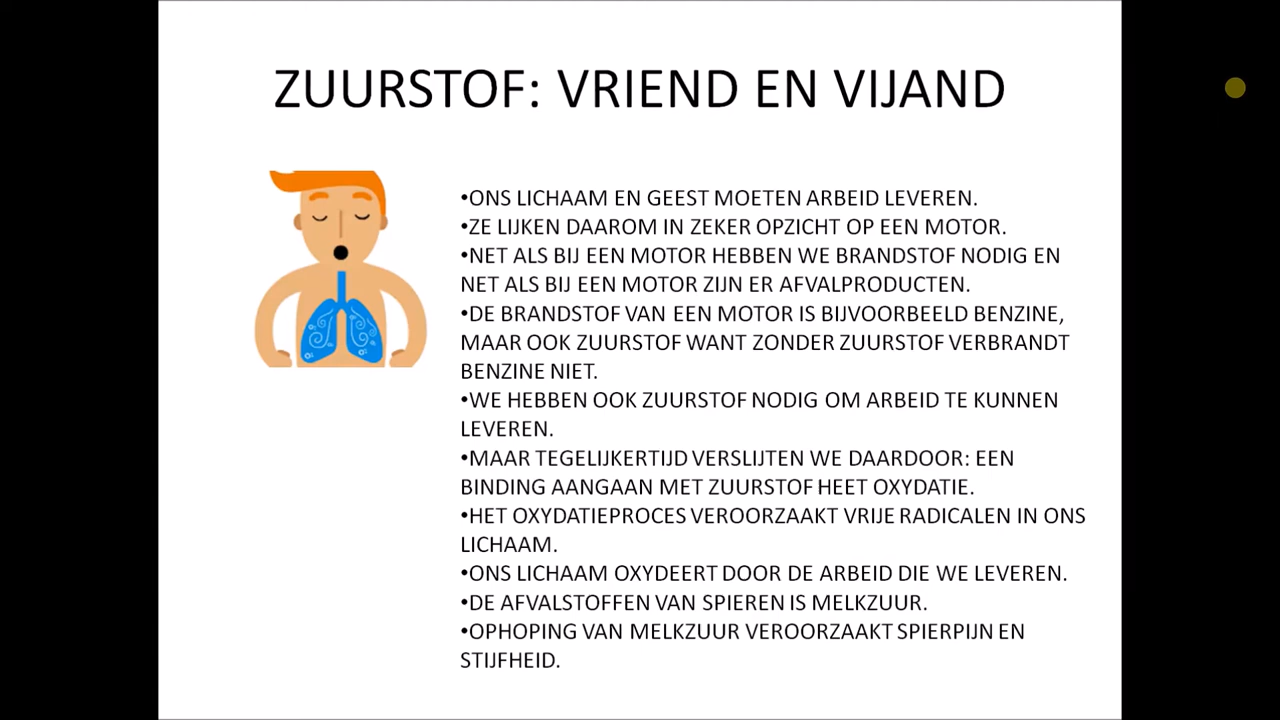 ZUURSTOF: VRIEND EN VIJAND
•ONS LICHAAM EN GEEST MOETEN ARBEID LEVEREN.
•ZE LIJKEN DAAROM IN ZEKER OPZICHT OP EEN MOTOR.
•NET ALS BIJ EEN MOTOR HEBBEN WE BRANDSTOF NODIG EN
NET ALS BIJ EEN MOTOR ZIJN ER AFVALPRODUCTEN.
•DE BRANDSTOF VAN EEN MOTOR IS BIJVOORBEELD BENZINE,
MAAR OOK ZUURSTOF WANT ZONDER ZUURSTOF VERBRANDT
BENZINE NIET.
•WE HEBBEN OOK ZUURSTOF NODIG OM ARBEID TE KUNNEN
LEVEREN.
•MAAR TEGELIJKERTIJD VERSLIJTEN WE DAARDOOR: EEN
BINDING AANGAAN MET ZUURSTOF HEET OXYDATIE.
•HET OXYDATIEPROCES VEROORZAAKT VRIJE RADICALEN IN ONS
LICHAAM.
•ONS LICHAAM OXYDEERT DOOR DE ARBEID DIE WE LEVEREN.
•DE AFVALSTOFFEN VAN SPIEREN IS MELKZUUR.
•OPHOPING VAN MELKZUUR VEROORZAAKT SPIERPIJN EN
STIJFHEID.